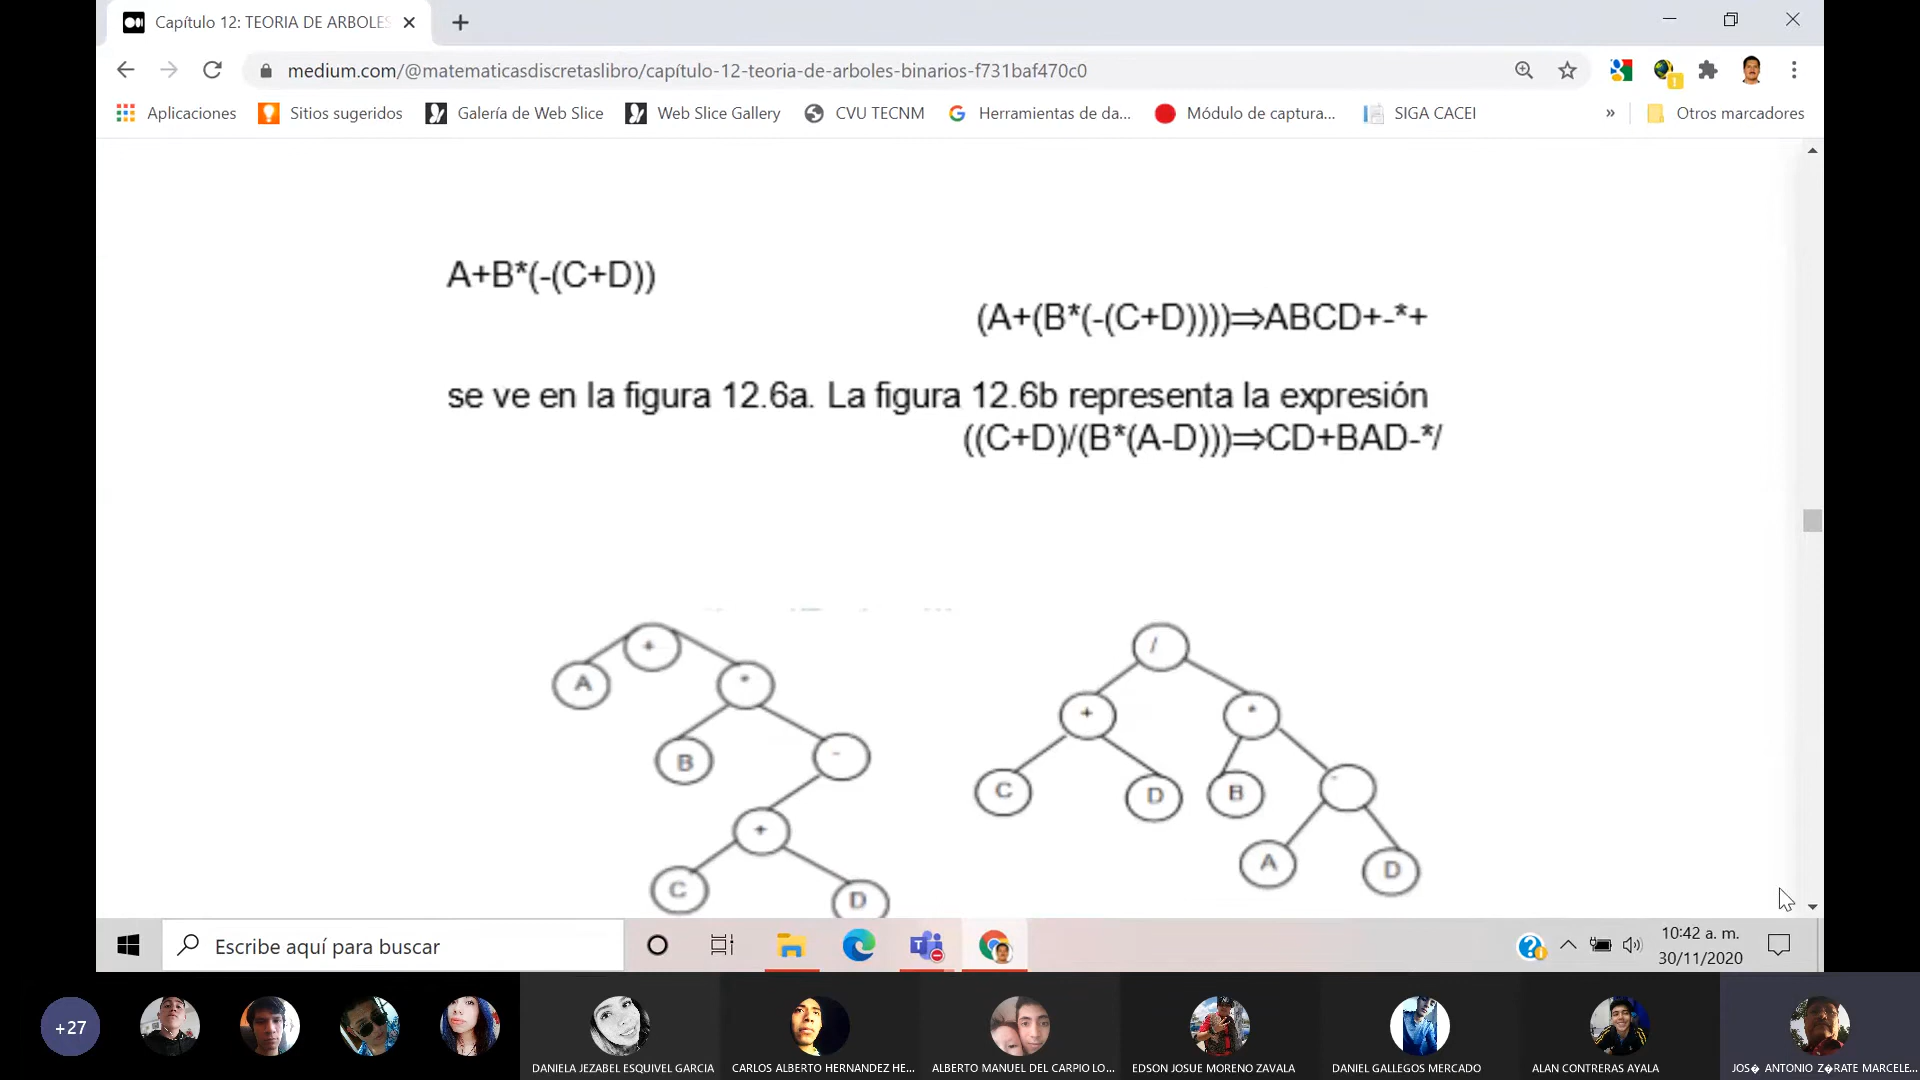 Capítulo 12: TEORIA DE ARBOLES
medium.com/@matematicasdiscretaslibro/capítulo-12-teoria-de-arboles-binarios-f731baf470c0
Aplicaciones Sitios sugeridos Galería de Web Slice Web Slice Gallery CVU TECNM Herramientas de da... Módulo de captura... SIGA CACEI » Otros marcadores
A+B*(-(C+D))
(A+(B*(-(C+D))))⇒ABCD+-*+
se ve en la figura 12.6a. La figura 12.6b representa la expresión
((C+D)/(B*(A-D)))⇒CD+BAD-*/
+ /
A *
+ *
B -
C D B -
+
A D
C D
Escribe aquí para buscar
10:42 a. m.
30/11/2020
+27
DANIELA JEZABEL ESQUIVEL GARCIA CARLOS ALBERTO HERNANDEZ HE... ALBERTO MANUEL DEL CARPIO LO... EDSON JOSUE MORENO ZAVALA DANIEL GALLEGOS MERCADO ALAN CONTRERAS AYALA JOS� ANTONIO Z�RATE MARCELE...